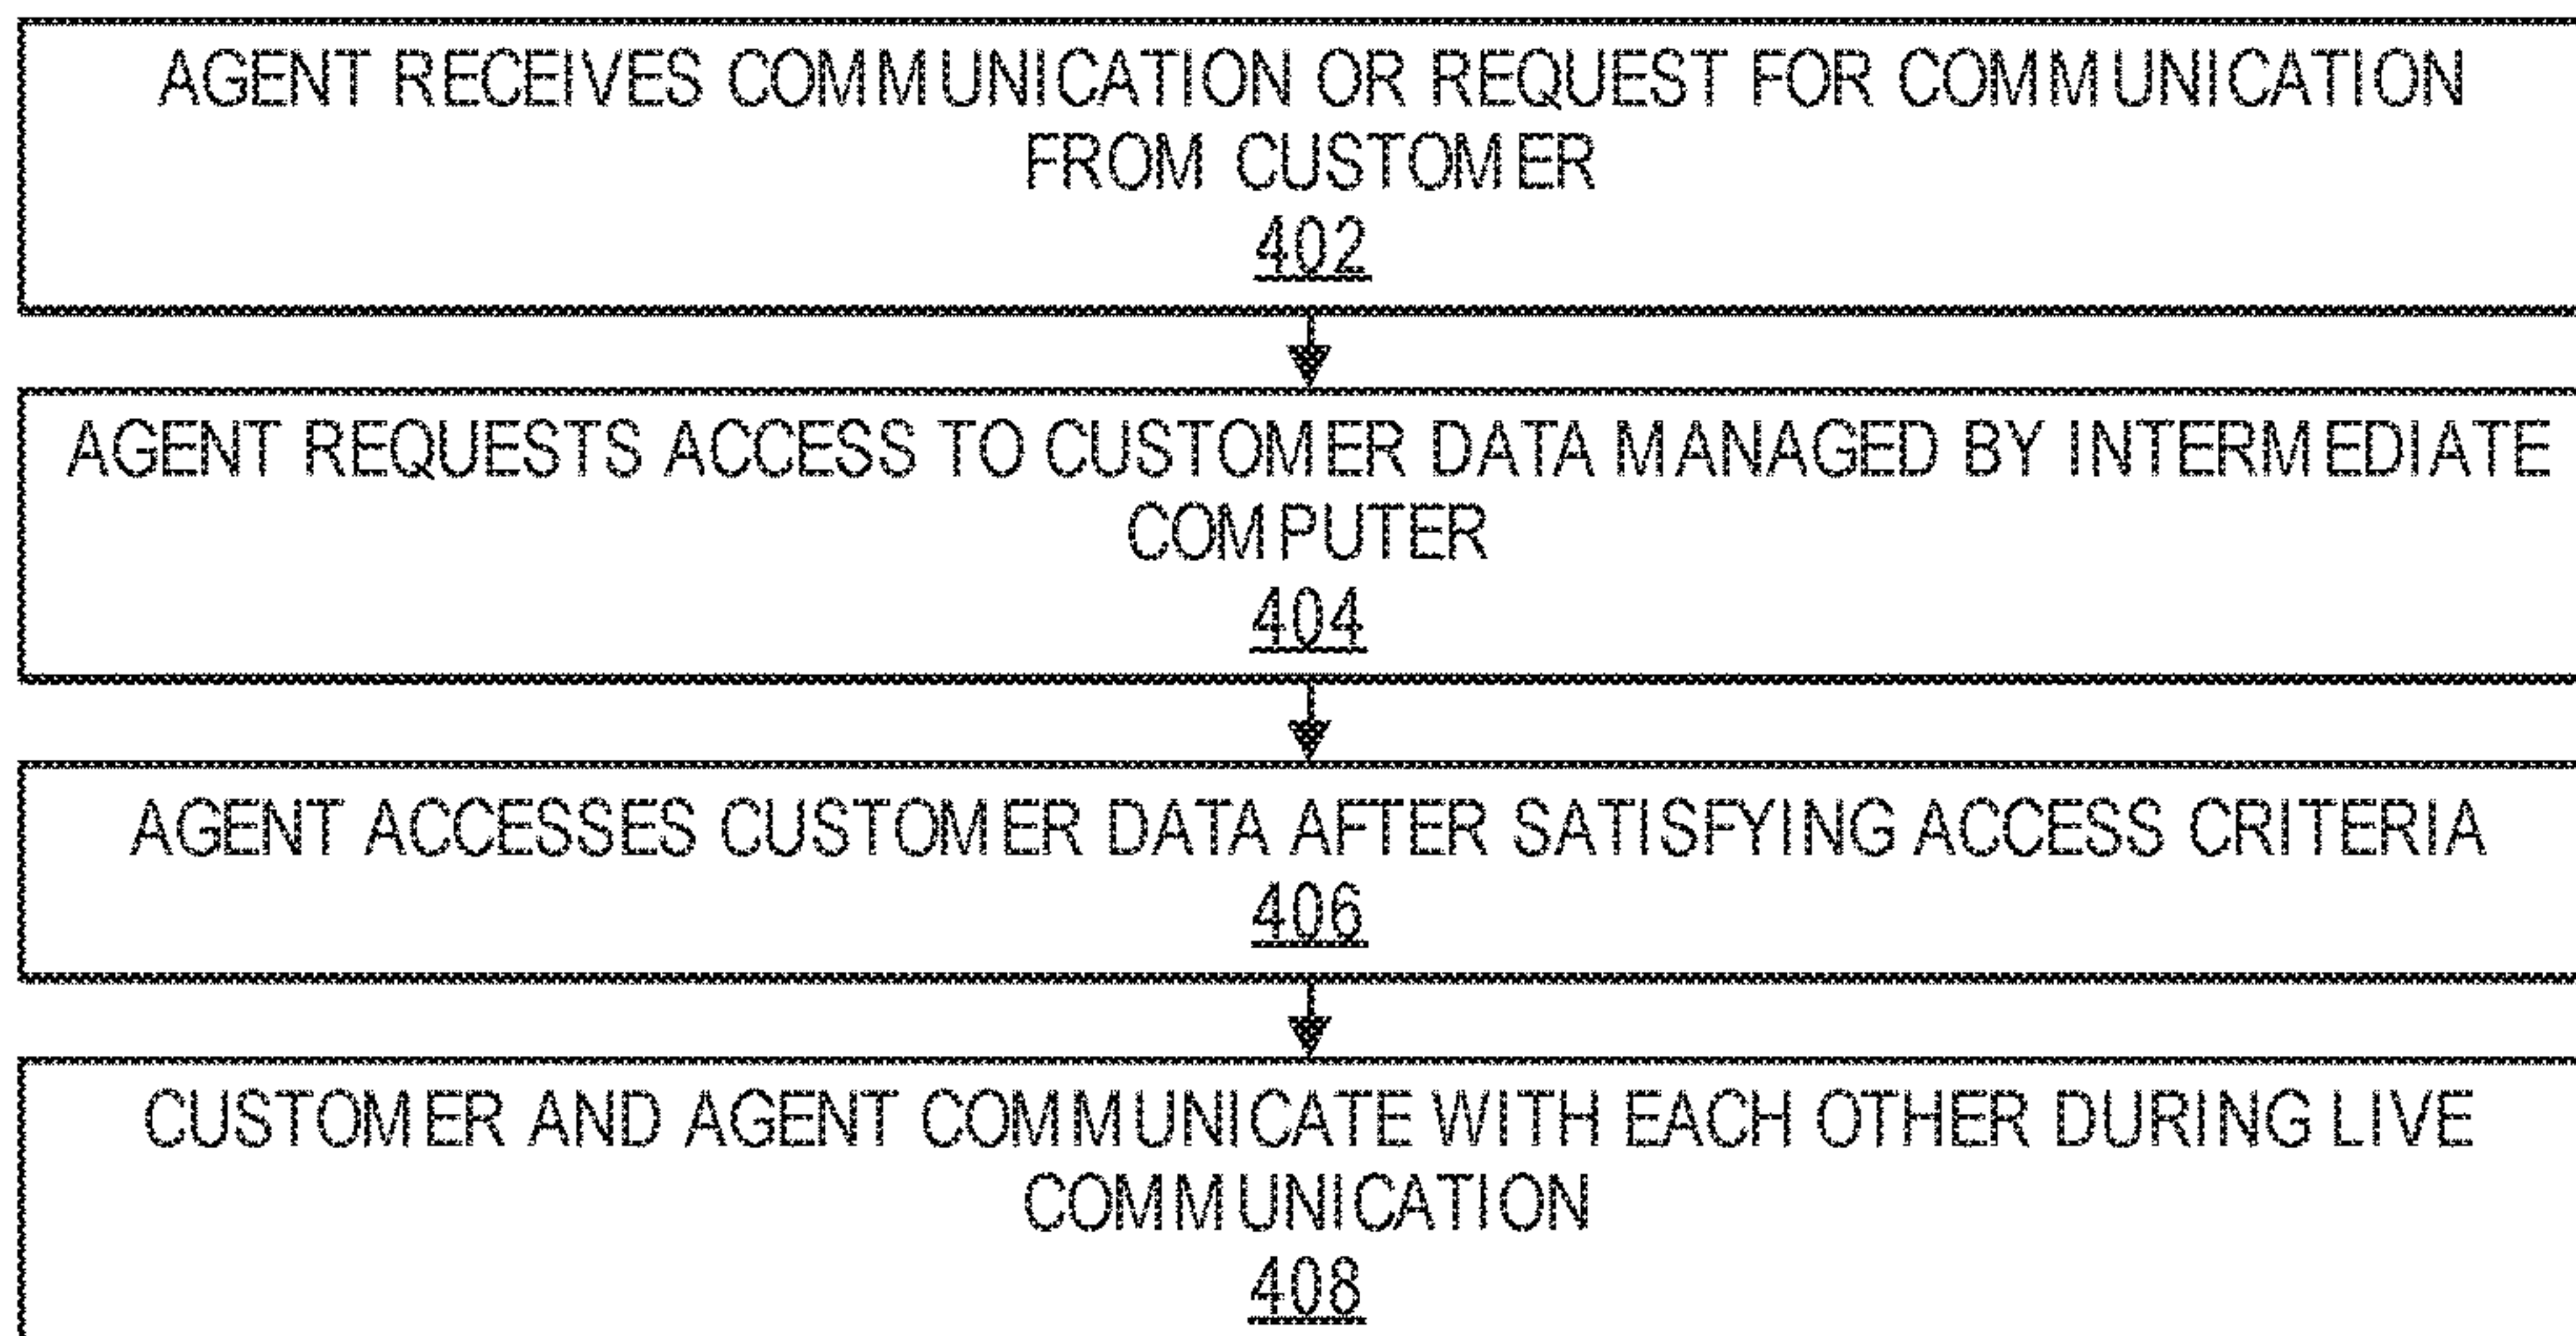 AGENT RECEIVES COMMUNICATION OR REQUEST FOR COMMUNICATION
FROM CUSTOMER
402
AGENT REQUESTS ACCESS TO CUSTOMER DATA MANAGED BY INTERMEDIATE
COMPUTER
404
AGENT ACCESSES CUSTOMER DATA AFTER SATISFYING ACCESS CRITERIA
406
CUSTOMER AND AGENT COMMUNICATE WITH EACH OTHER DURING LIVE
COMMUNICATION
408